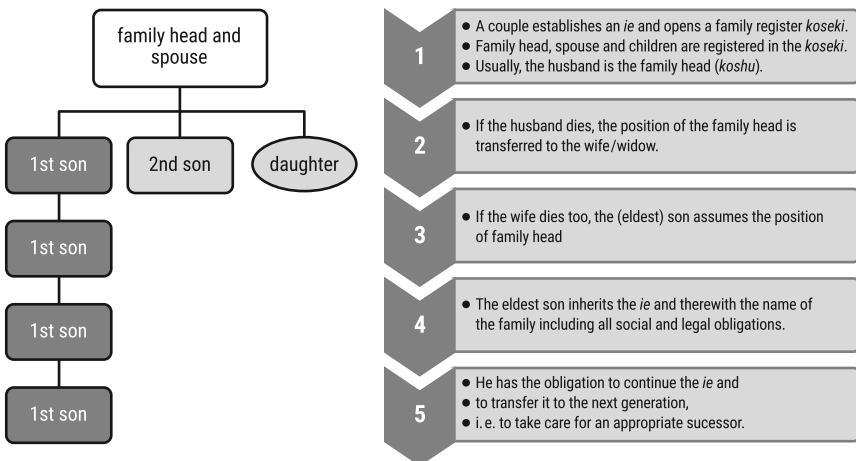 family head and
spouse
1st son
2nd son
daughter
1st son
1st son
1st son
1
● A couple establishes an ie and opens a family register koseki.
● Family head, spouse and children are registered in the koseki.
● Usually, the husband is the family head (koshu).
2
● If the husband dies, the position of the family head is
transferred to the wife/widow.
3
● If the wife dies too, the (eldest) son assumes the position
of family head
4
● The eldest son inherits the ie and therewith the name of
the family including all social and legal obligations.
5
● He has the obligation to continue the ie and
● to transfer it to the next generation,
● i. e. to take care for an appropriate sucessor.